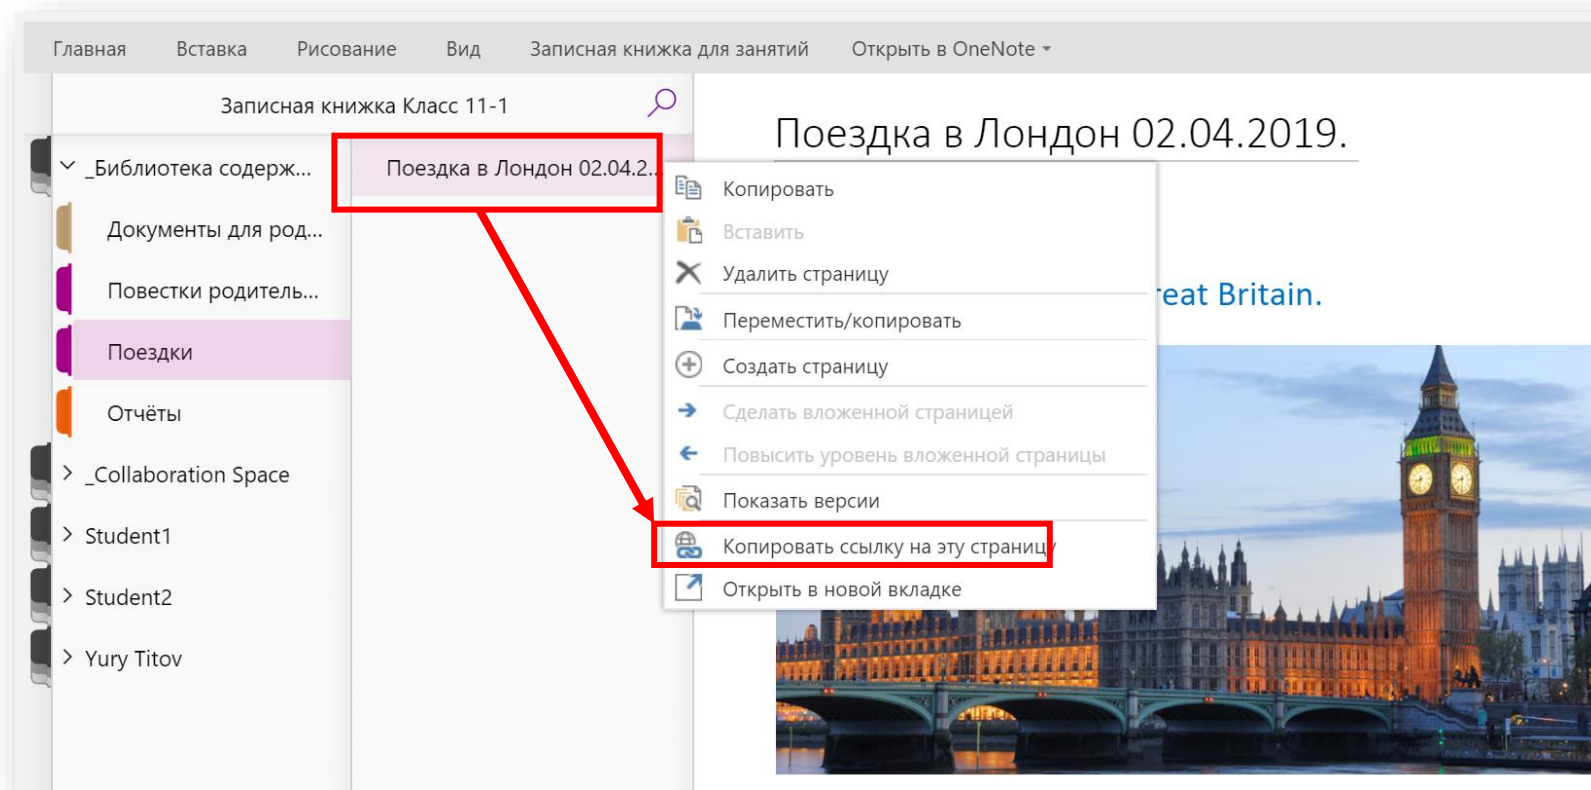 Главная Вставка Рисование Вид Записная книжка для занятий Открыть в OneNote
Записная книжка Класс 11-1
_Библиотека содерж...
Документы для род...
Повестки родитель...
Поездки
Отчёты
_Collaboration Space
Student1
Student2
Yury Titov
Поездка в Лондон 02.04.2...
Копировать
Вставить
Удалить страницу
Переместить/копировать
Создать страницу
Сделать вложенной страницей
Повысить уровень вложенной страницы
Показать версии
Копировать ссылку на эту страницу
Открыть в новой вкладке
Поездка в Лондон 02.04.2019.
reat Britain.